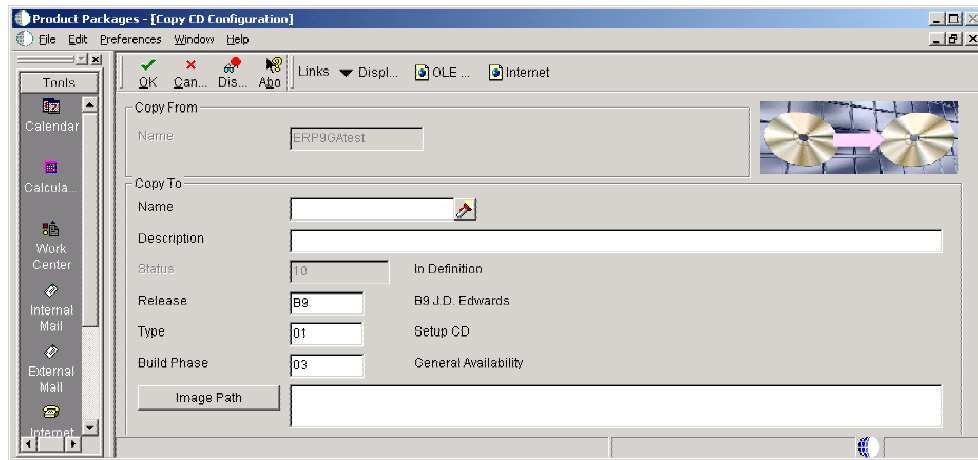 Product Packages - [Copy CD Configuration]
File Edit Preferences Window Help
Tools
OK Can... Dis... Abo Links Displ... OLE ... Internet
Calendar
Calcula...
Work
Center
Internal
Mail
External
Mail
Internet
Copy From
Name ERP9GAtest
Copy To
Name
Description
Status 10 In Definition
Release B9 B9 J.D. Edwards
Type 01 Setup CD
Build Phase 03 General Availability
Image Path